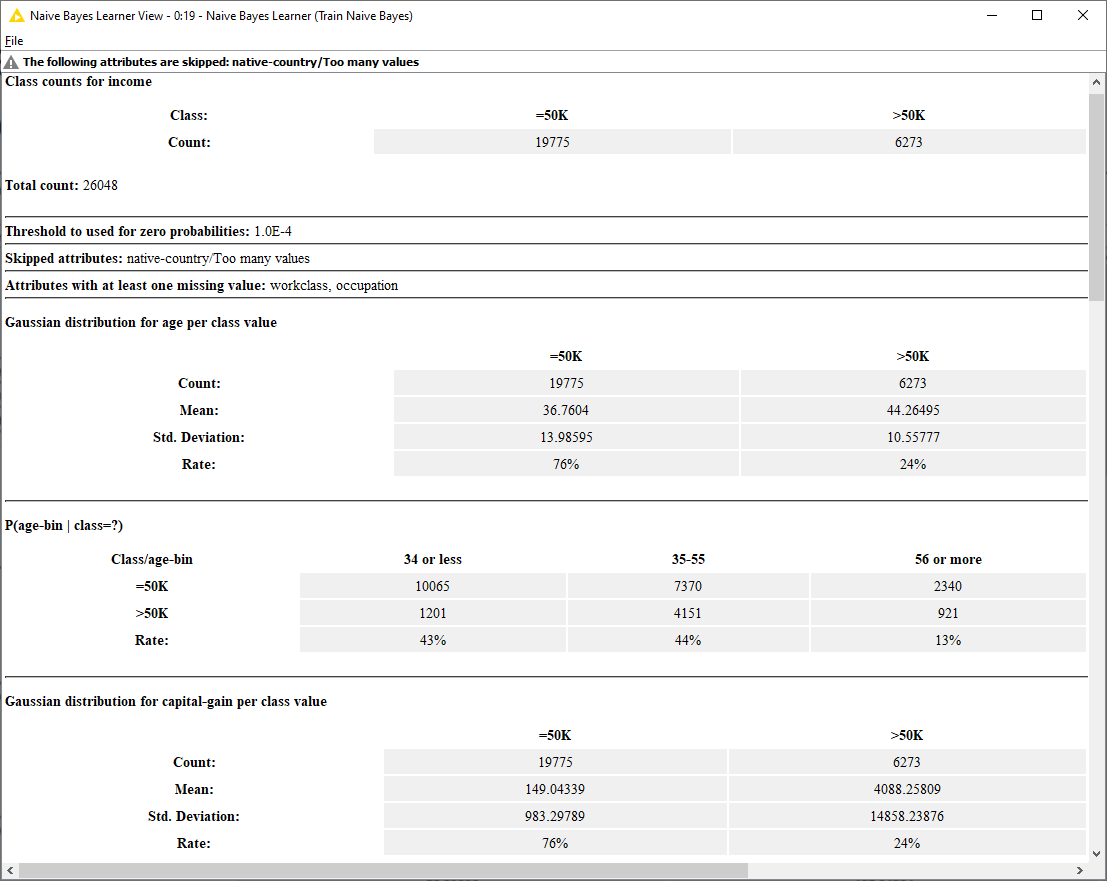 Naive Bayes Learner View - 0:19 - Naive Bayes Learner (Train Naive Bayes)
File
The following attributes are skipped: native-country/Too many values
Class counts for income
Class: =50K >50K
Count: 19775 6273
Total count: 26048
Threshold to used for zero probabilities: 1.0E-4
Skipped attributes: native-country/Too many values
Attributes with at least one missing value: workclass, occupation
Gaussian distribution for age per class value
=50K >50K
Count: 19775 6273
Mean: 36.7604 44.26495
Std. Deviation: 13.98595 10.55777
Rate: 76% 24%
P(age-bin | class=?)
Class/age-bin 34 or less 35-55 56 or more
=50K 10065 7370 2340
>50K 1201 4151 921
Rate: 43% 44% 13%
Gaussian distribution for capital-gain per class value
=50K >50K
Count: 19775 6273
Mean: 149.04339 4088.25809
Std. Deviation: 983.29789 14858.23876
Rate: 76% 24%